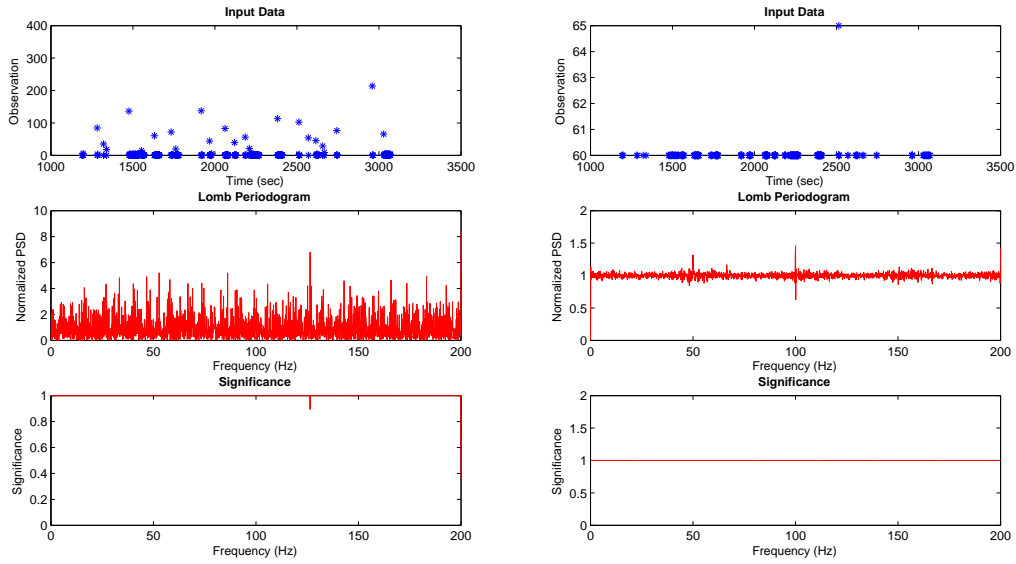 Input Data
Observation
400
300
200
100
0
1000 1500 2000 2500 3000 3500
Time (sec)
Lomb Periodogram
Normalized PSD
10
8
6
4
2
0
0 50 100 150 200
Frequency (Hz)
Significance
Significance
1
0.8
0.6
0.4
0.2
0
0 50 100 150 200
Frequency (Hz)
Input Data
Observation
65
64
63
62
61
60
1000 1500 2000 2500 3000 3500
Time (sec)
Lomb Periodogram
Normalized PSD
2
1.5
1
0.5
0
0 50 100 150 200
Frequency (Hz)
Significance
Significance
2
1.5
1
0.5
0
0 50 100 150 200
Frequency (Hz)